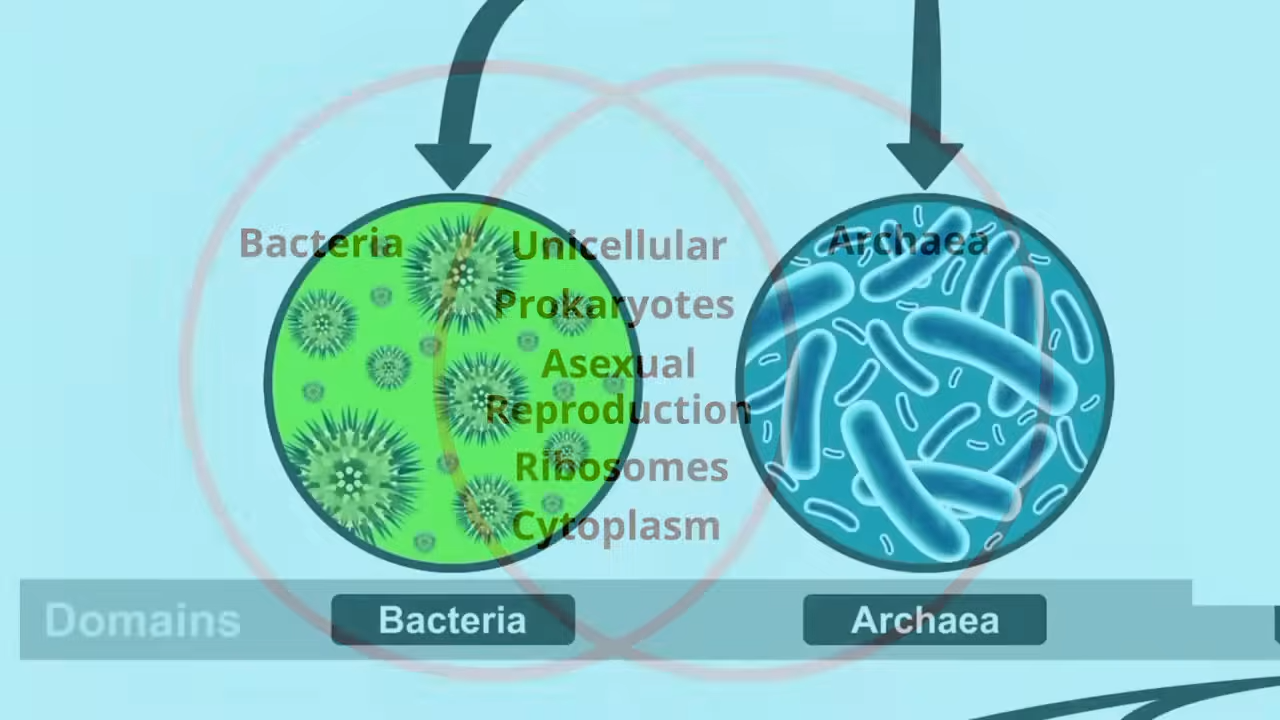 Bacteria
Unicellular
Archaea
Prokaryotes
Asexual
Reproduction
Ribosomes
Cytoplasm
Domains
Bacteria
Archaea